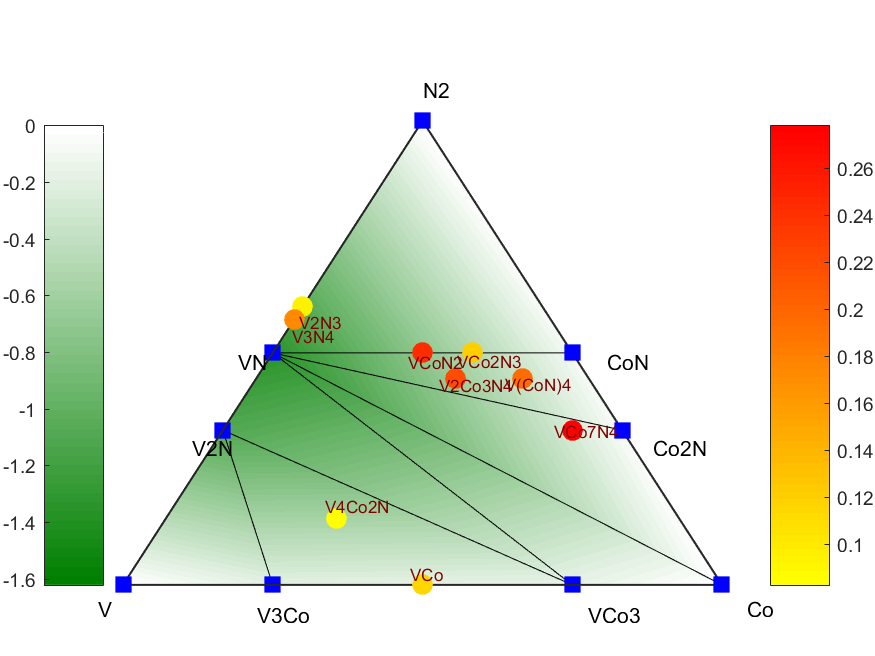 N2
0
-0.2
-0.4
-0.6
-0.8
-1
-1.2
-1.4
-1.6
0.26
0.24
0.22
0.2
0.18
0.16
0.14
0.12
0.1
V2N3
V3N4
VN
VCoN2
VCo2N3
CoN
V2Co3N4
V(CoN)4
VCo7N4
V2N
Co2N
V4Co2N
VCo
V
V3Co
VCo3
Co